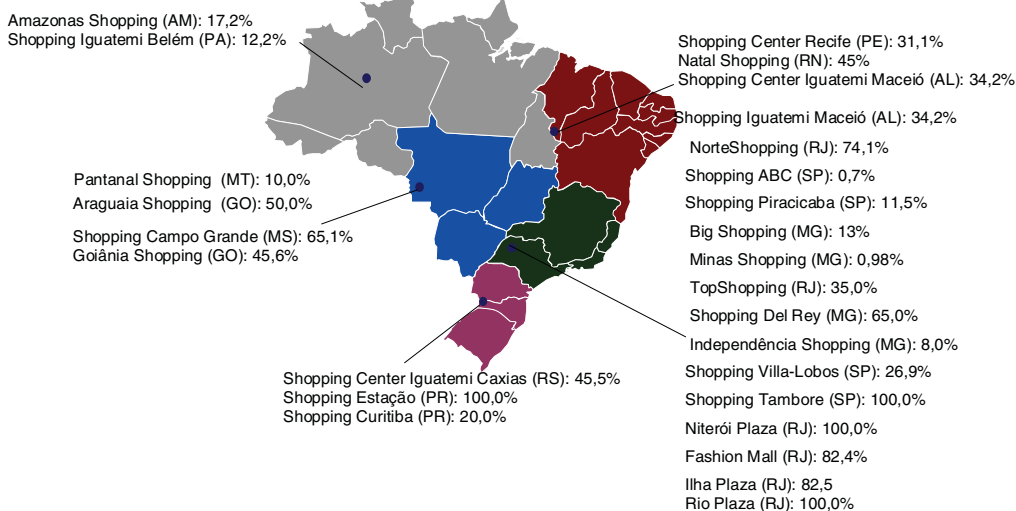 Amazonas Shopping (AM): 17,2%
Shopping Iguatemi Belém (PA): 12,2%
Shopping Center Recife (PE): 31,1%
Natal Shopping (RN): 45%
Shopping Center Iguatemi Maceió (AL): 34,2%
Shopping Iguatemi Maceió (AL): 34,2%
NorteShopping (RJ): 74,1%
Shopping ABC (SP): 0,7%
Shopping Piracicaba (SP): 11,5%
Big Shopping (MG): 13%
Minas Shopping (MG): 0,98%
TopShopping (RJ): 35,0%
Shopping Del Rey (MG): 65,0%
Independência Shopping (MG): 8,0%
Shopping Villa-Lobos (SP): 26,9%
Shopping Tambore (SP): 100,0%
Niterói Plaza (RJ): 100,0%
Fashion Mall (RJ): 82,4%
Ilha Plaza (RJ): 82,5
Rio Plaza (RJ): 100,0%
Pantanal Shopping (MT): 10,0%
Araguaia Shopping (GO): 50,0%
Shopping Campo Grande (MS): 65,1%
Goiânia Shopping (GO): 45,6%
Shopping Center Iguatemi Caxias (RS): 45,5%
Shopping Estação (PR): 100,0%
Shopping Curitiba (PR): 20,0%